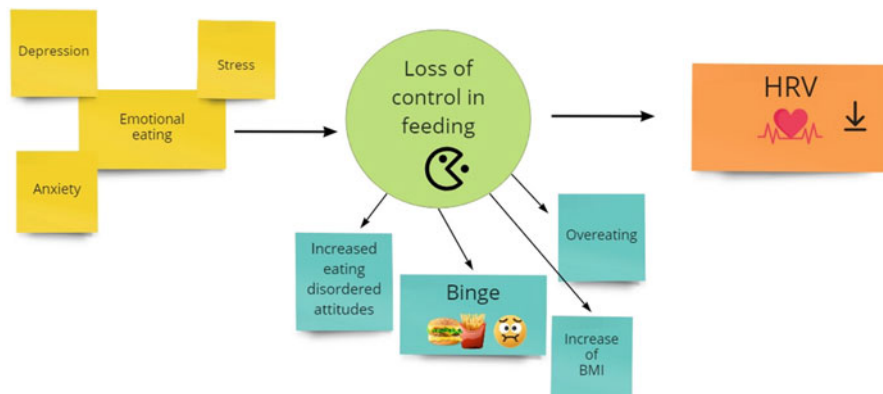 Depression
Stress
Emotional
eating
Anxiety
Loss of
control in
feeding
HRV
Increased
eating
disordered
attitudes
Binge
Overeating
Increase
of
BMI